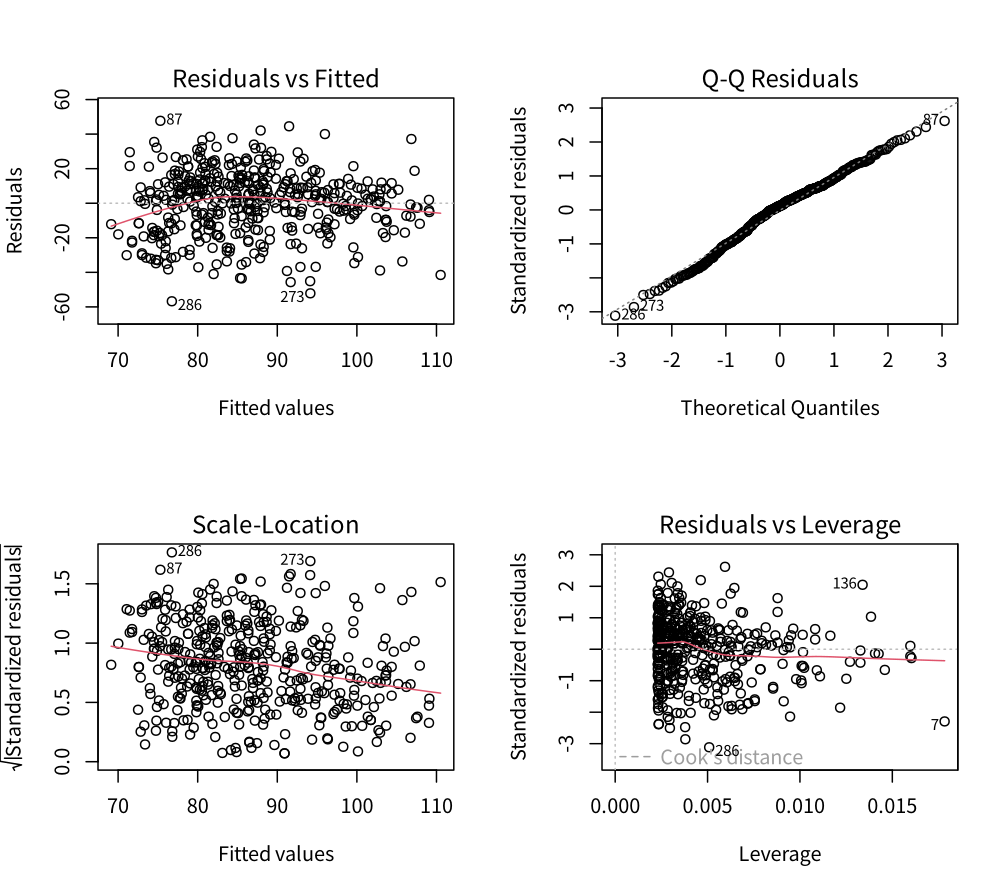 Residuals vs Fitted
Residuals
60
20
-20
-60
87
286
273
70 80 90 100 110
Fitted values
Q-Q Residuals
Standardized residuals
3
2
1
0
-1
-3
87
273
286
-3 -2 -1 0 1 2 3
Theoretical Quantiles
Scale-Location
√|Standardized residuals|
1.5
1.0
0.5
0.0
286
87
273
70 80 90 100 110
Fitted values
Residuals vs Leverage
Standardized residuals
3
2
1
-1
-3
136
7
286
Cook's distance
0.000 0.005 0.010 0.015
Leverage